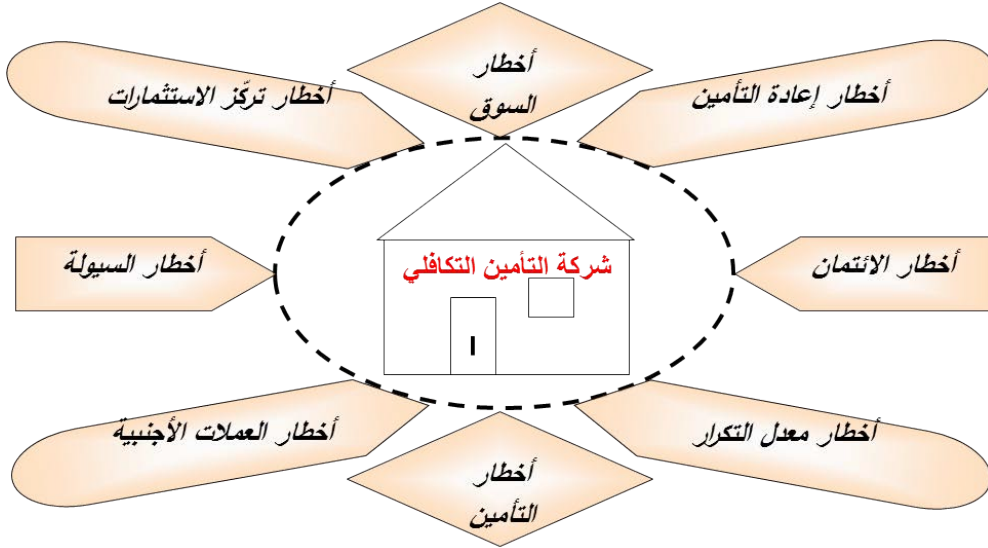 أخطار
السوق
أخطار إعادة التأمين
أخطار تركّز الاستثمارات
أخطار الائتمان
شركة التأمين التكافلي
أخطار السيولة
أخطار معدل التكرار
أخطار العملات الأجنبية
أخطار
التأمين